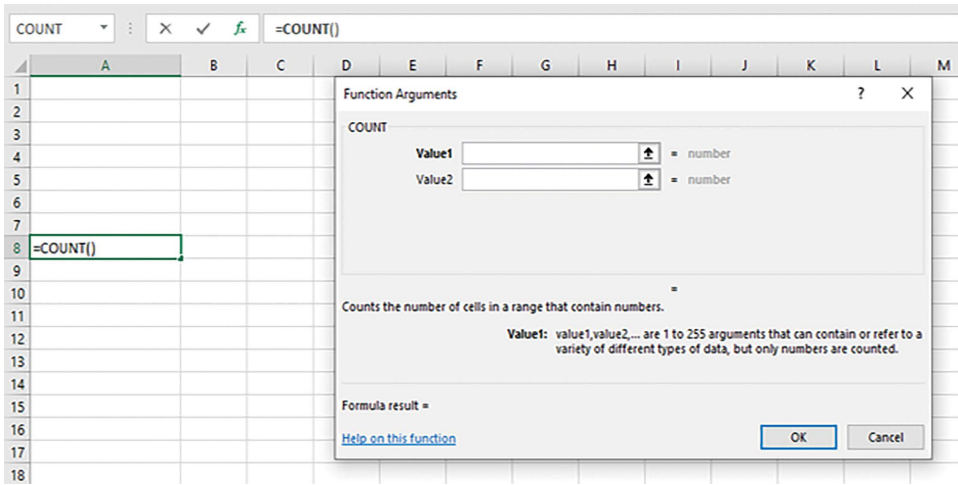 COUNT fx =COUNT()
A B C D E F G H I J K L M
1
2
3
4
5
6
7
8 =COUNT()
9
10
11
12
13
14
15
16
17
18
Function Arguments ?
COUNT
Value1 = number
Value2 = number
=
Counts the number of cells in a range that contain numbers.
Value1: value1,value2,... are 1 to 255 arguments that can contain or refer to a
variety of different types of data, but only numbers are counted.
Formula result =
Help on this function OK Cancel